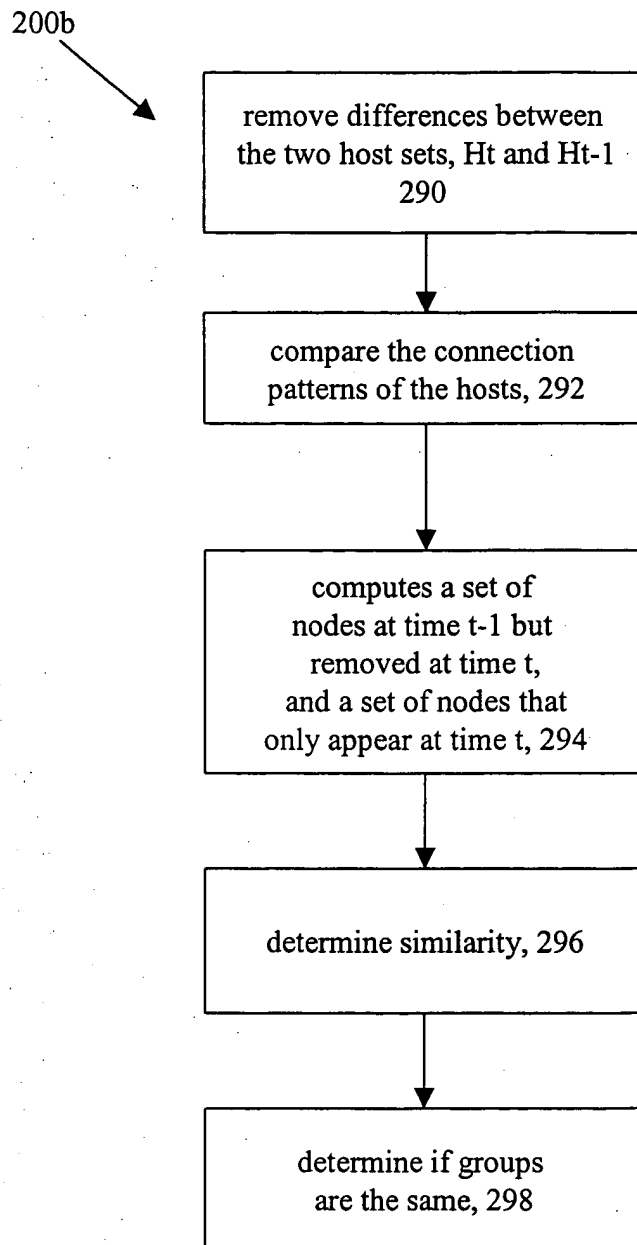 200b
remove differences between
the two host sets, Ht and Ht-1
290
compare the connection
patterns of the hosts, 292
computes a set of
nodes at time t-1 but
removed at time t,
and a set of nodes that
only appear at time t, 294
determine similarity, 296
determine if groups
are the same, 298